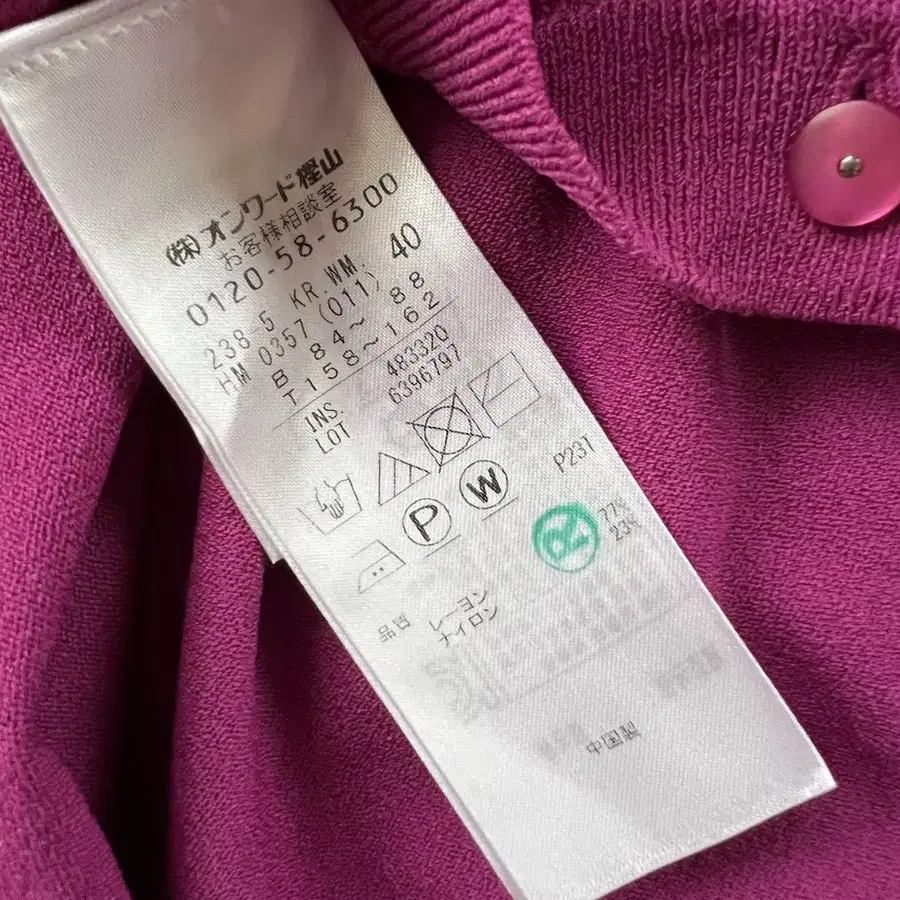 (株)オンワード樫山
お客様相談室
0120-58-6300
238-5 KR.WM. 40
HM 0357 (011)
B 84～ 88
T158～162
INS. 483320
LOT 6396797
P W P231
品質 レーヨン 77%
ナイロン 23%
中国製